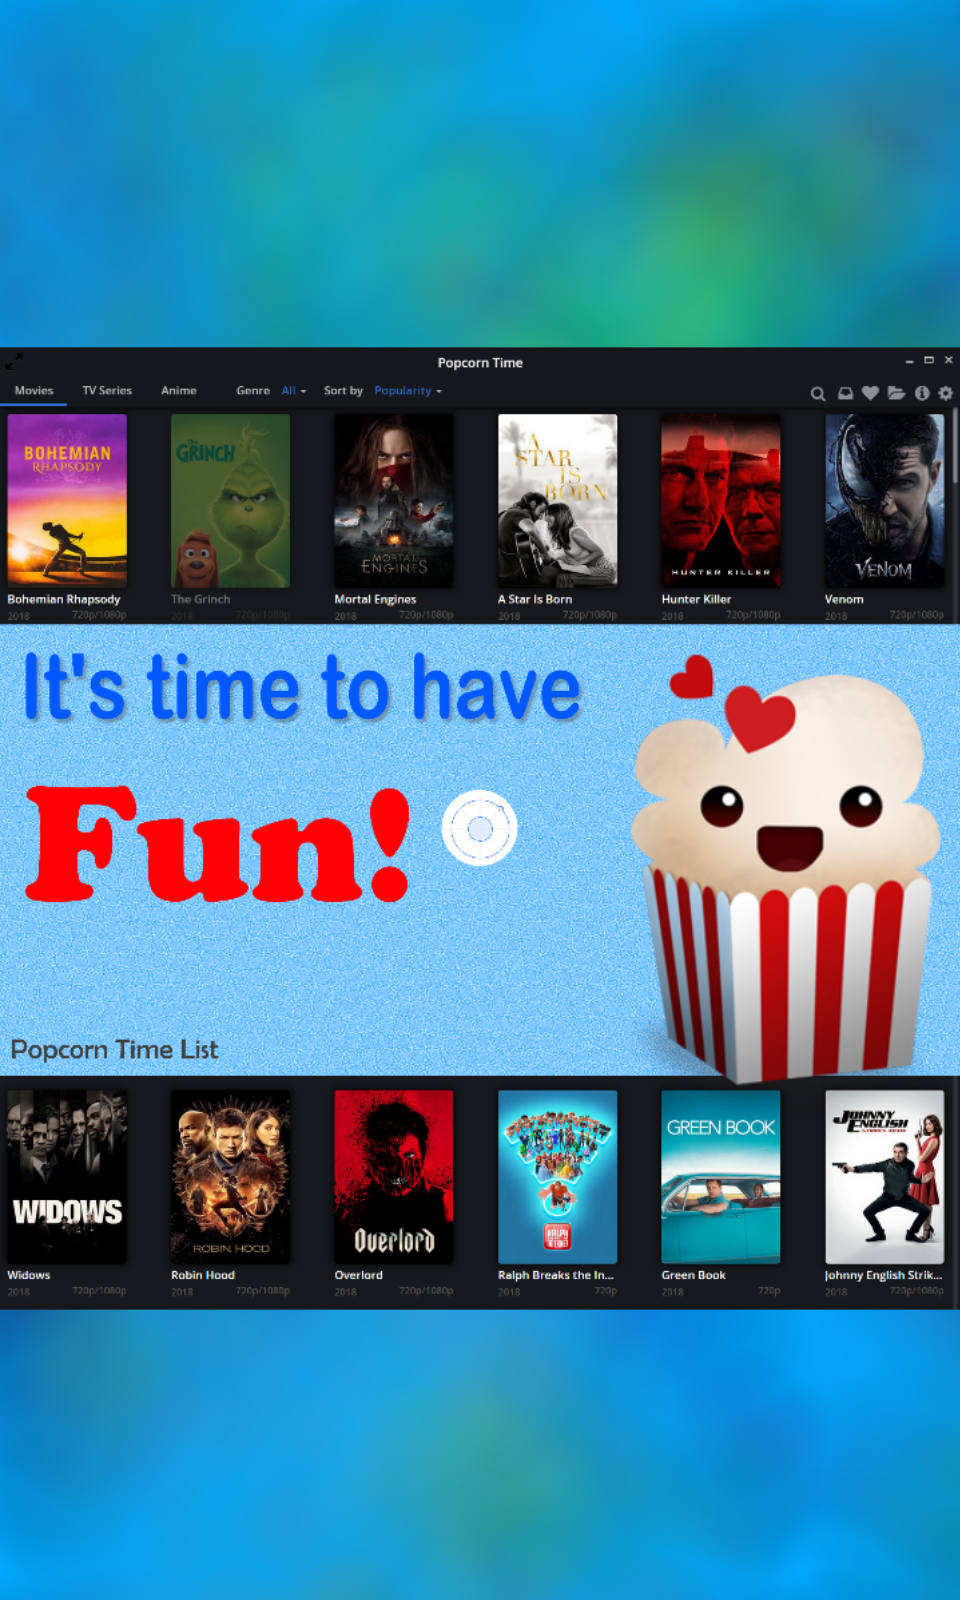 Popcorn Time
Movies TV Series Anime Genre All Sort by Popularity
BOHEMIAN
RHAPSODY
THE
GRINCH
MORTAL
ENGINES
A
STAR
IS
BORN
HUNTER KILLER
VENOM
Bohemian Rhapsody The Grinch Mortal Engines A Star Is Born Hunter Killer Venom
2018 720p/1080p 2018 720p/1080p 2018 720p/1080p 2018 720p/1080p 2018 720p/1080p 2018 720p/1080p
It's time to have
Fun!
Popcorn Time List
WIDOWS
ROBIN HOOD
Overlord
RALPH
GREEN BOOK
JOHNNY
ENGLISH
STRIKES AGAIN
Widows Robin Hood Overlord Ralph Breaks the In... Green Book Johnny English Strik...
2018 720p/1080p 2018 720p/1080p 2018 720p/1080p 2018 720p 2018 720p 2018 720p/1080p